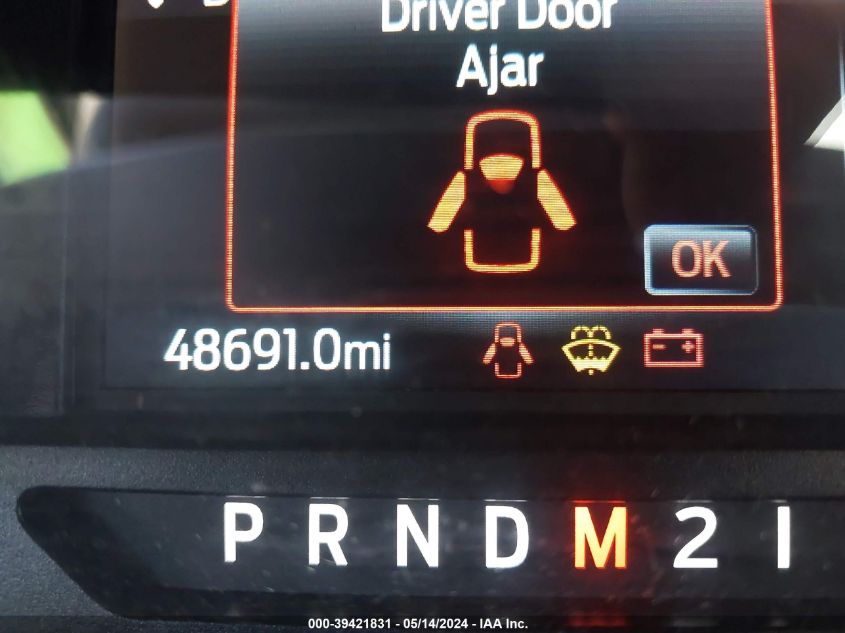 Driver Door
Ajar
OK
48691.0mi
P R N D M 2 1
000-39421831 - 05/14/2024 - IAA Inc.